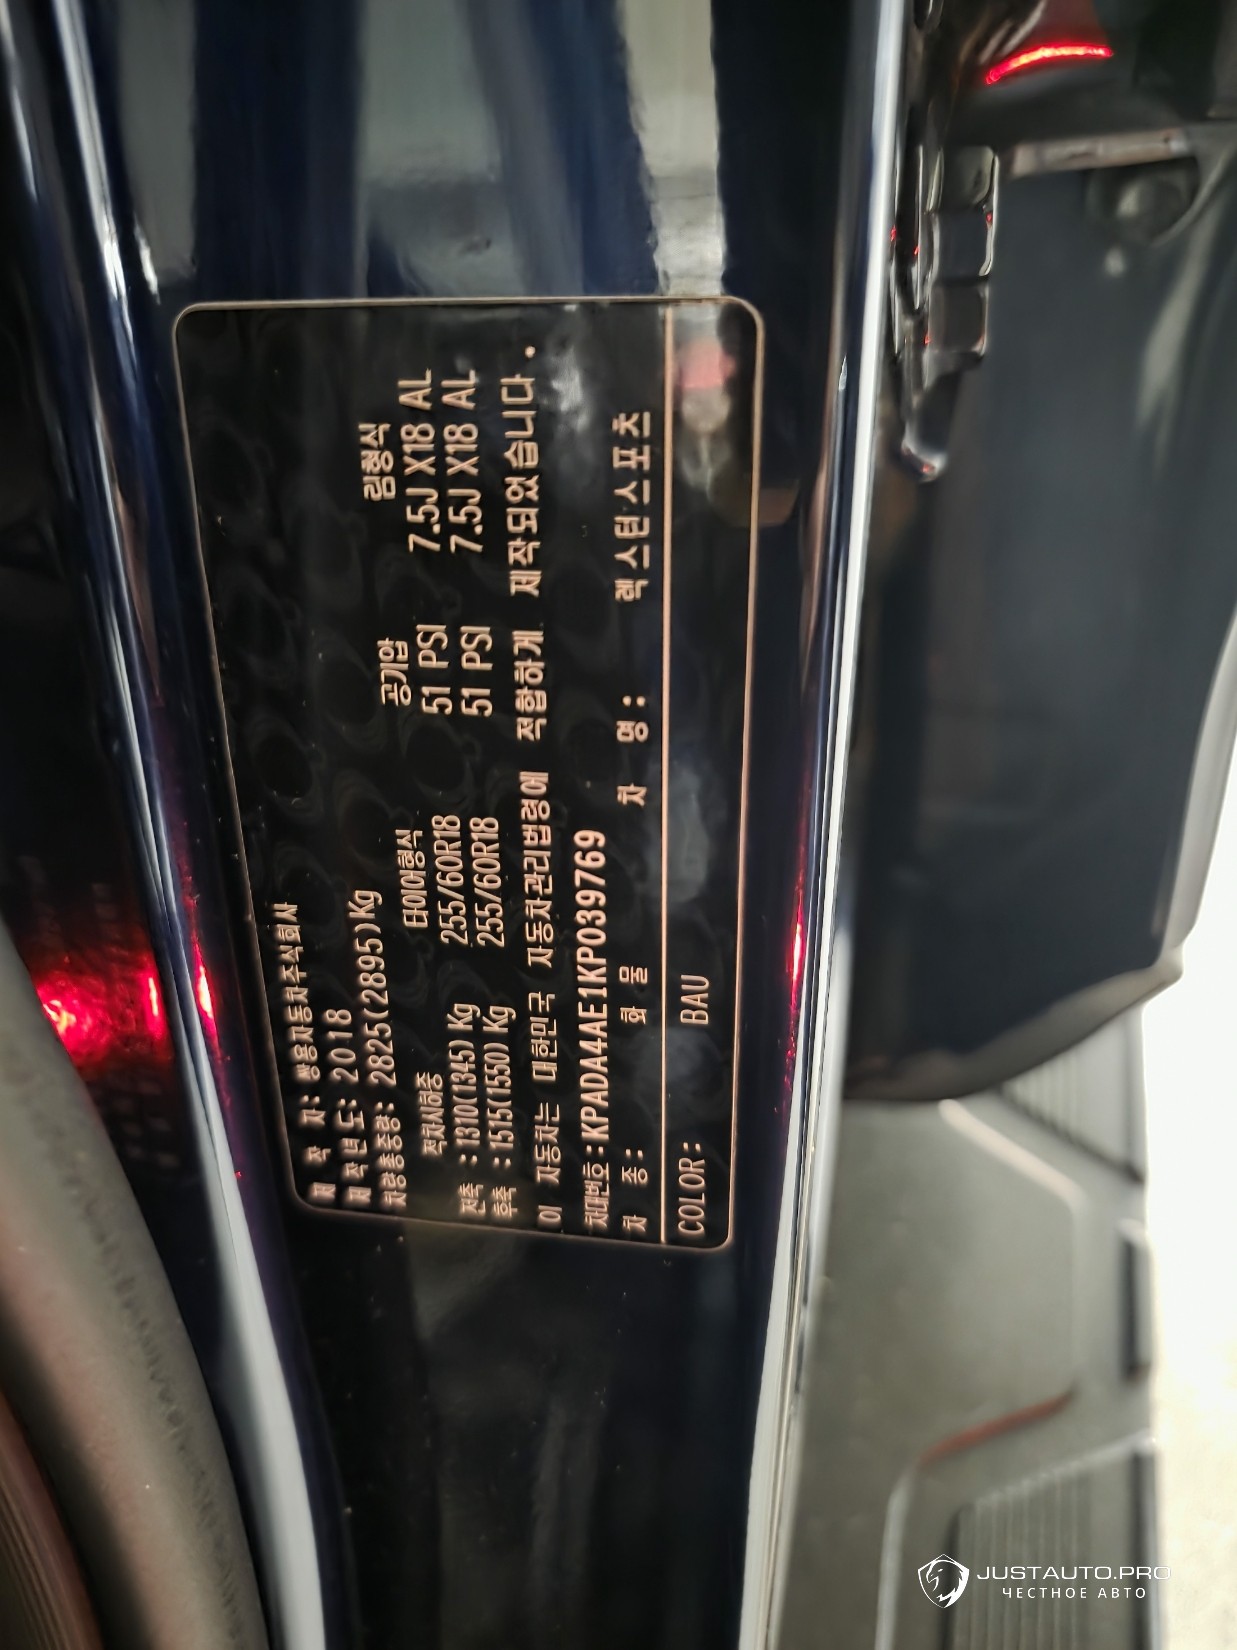 제 작 자: 쌍용자동차주식회사
제작년도: 2018
차량총중량: 2825(2895)Kg
적차시하중 타이어형식 공기압 림형식
전축 :1310(1345) Kg 255/60R18 51 PSI 7.5J X18 AL
후축 :1515(1550) Kg 255/60R18 51 PSI 7.5J X18 AL
이 자동차는 대한민국 자동차관리법령에 적합하게 제작되었습니다.
차대번호:KPADA4AE1KP039769
차 종: 화 물 차 명: 렉스턴스포츠
COLOR: BAU
JUSTAUTO.PRO
ЧЕСТНОЕ АВТО